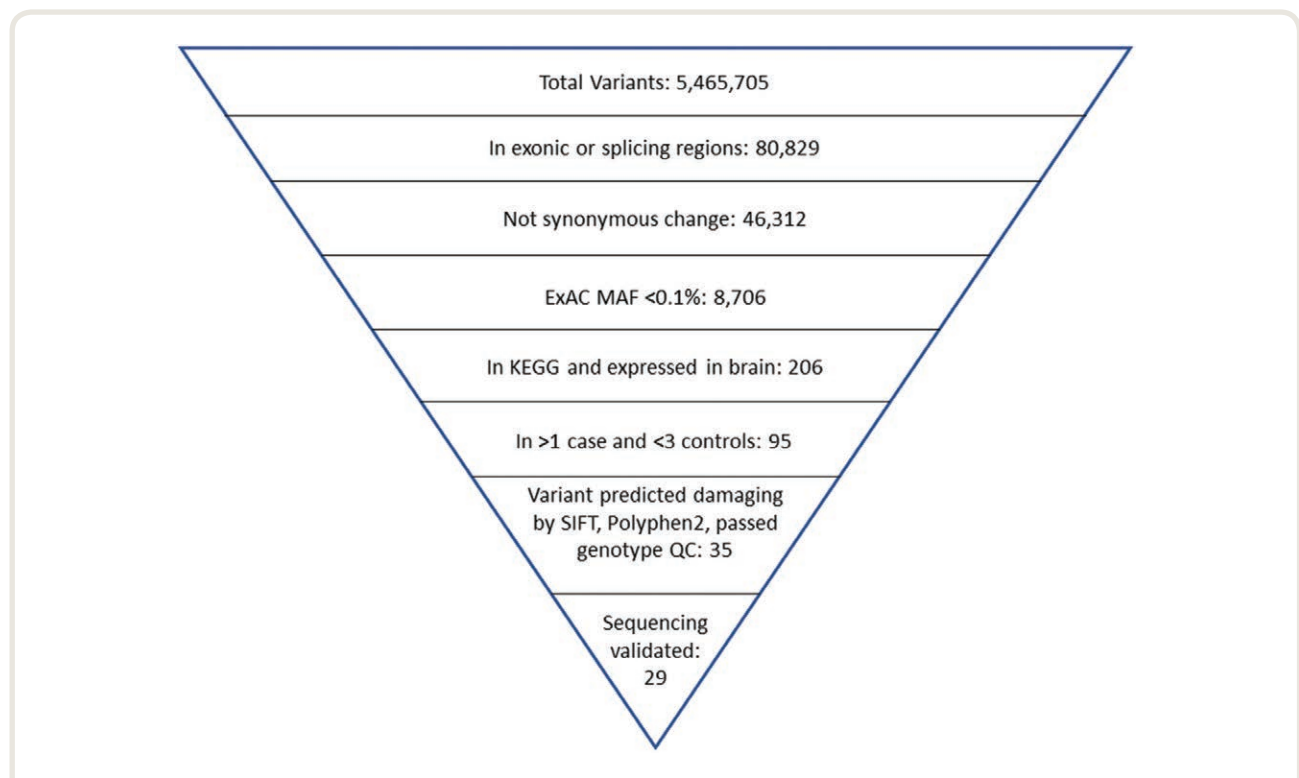 Total Variants: 5,465,705
In exonic or splicing regions: 80,829
Not synonymous change: 46,312
ExAC MAF <0.1%: 8,706
In KEGG and expressed in brain: 206
In >1 case and <3 controls: 95
Variant predicted damaging
by SIFT, Polyphen2, passed
genotype QC: 35
Sequencing
validated:
29